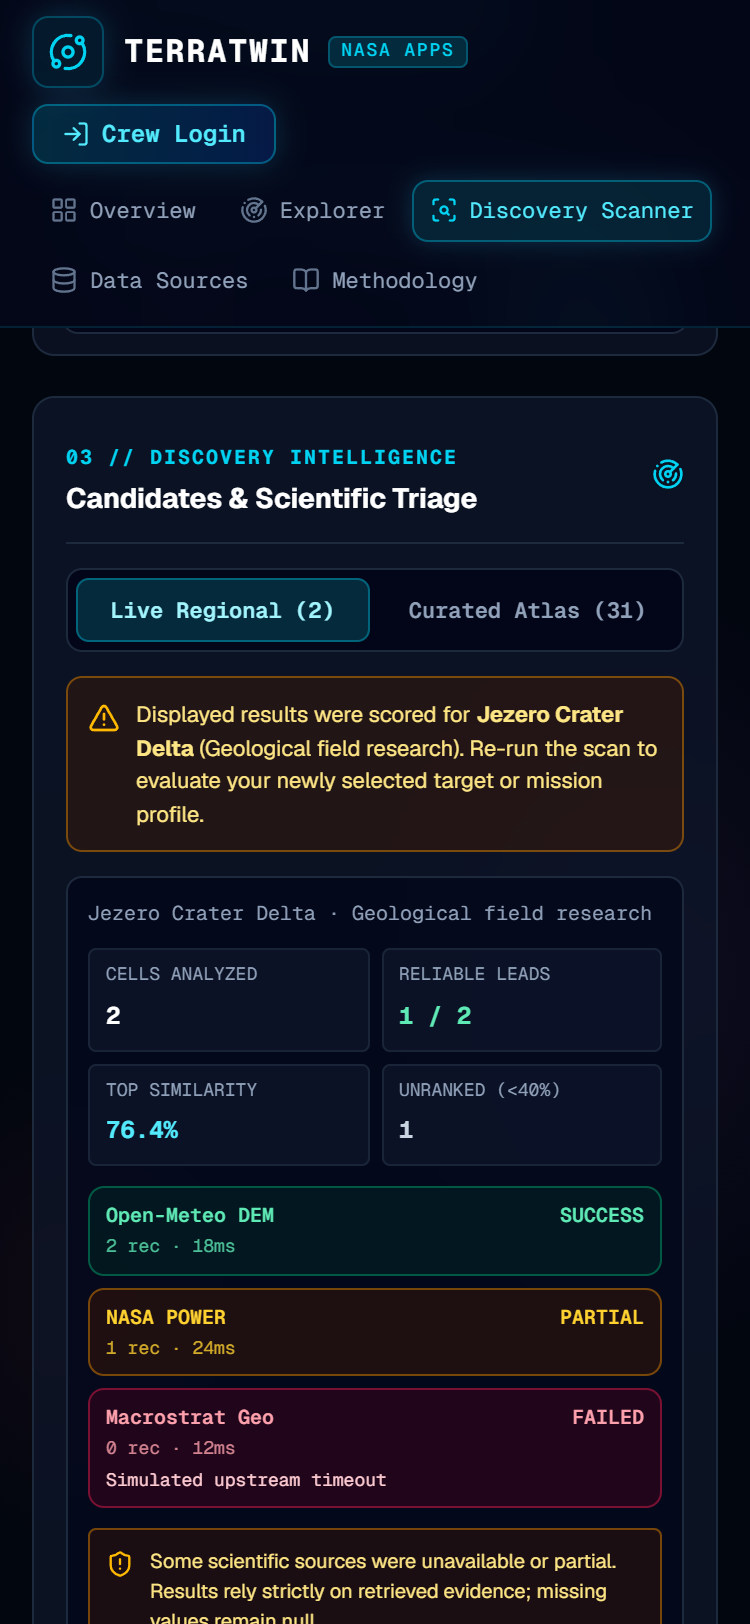 TERRATWIN NASA APPS
Crew Login
Overview Explorer Discovery Scanner
Data Sources Methodology
03 // DISCOVERY INTELLIGENCE
Candidates & Scientific Triage
Live Regional (2) Curated Atlas (31)
Displayed results were scored for Jezero Crater
Delta (Geological field research). Re-run the scan to
evaluate your newly selected target or mission
profile.
Jezero Crater Delta · Geological field research
CELLS ANALYZED RELIABLE LEADS
2 1 / 2
TOP SIMILARITY UNRANKED (<40%)
76.4% 1
Open-Meteo DEM SUCCESS
2 rec · 18ms
NASA POWER PARTIAL
1 rec · 24ms
Macrostrat Geo FAILED
0 rec · 12ms
Simulated upstream timeout
Some scientific sources were unavailable or partial.
Results rely strictly on retrieved evidence; missing
values remain null.